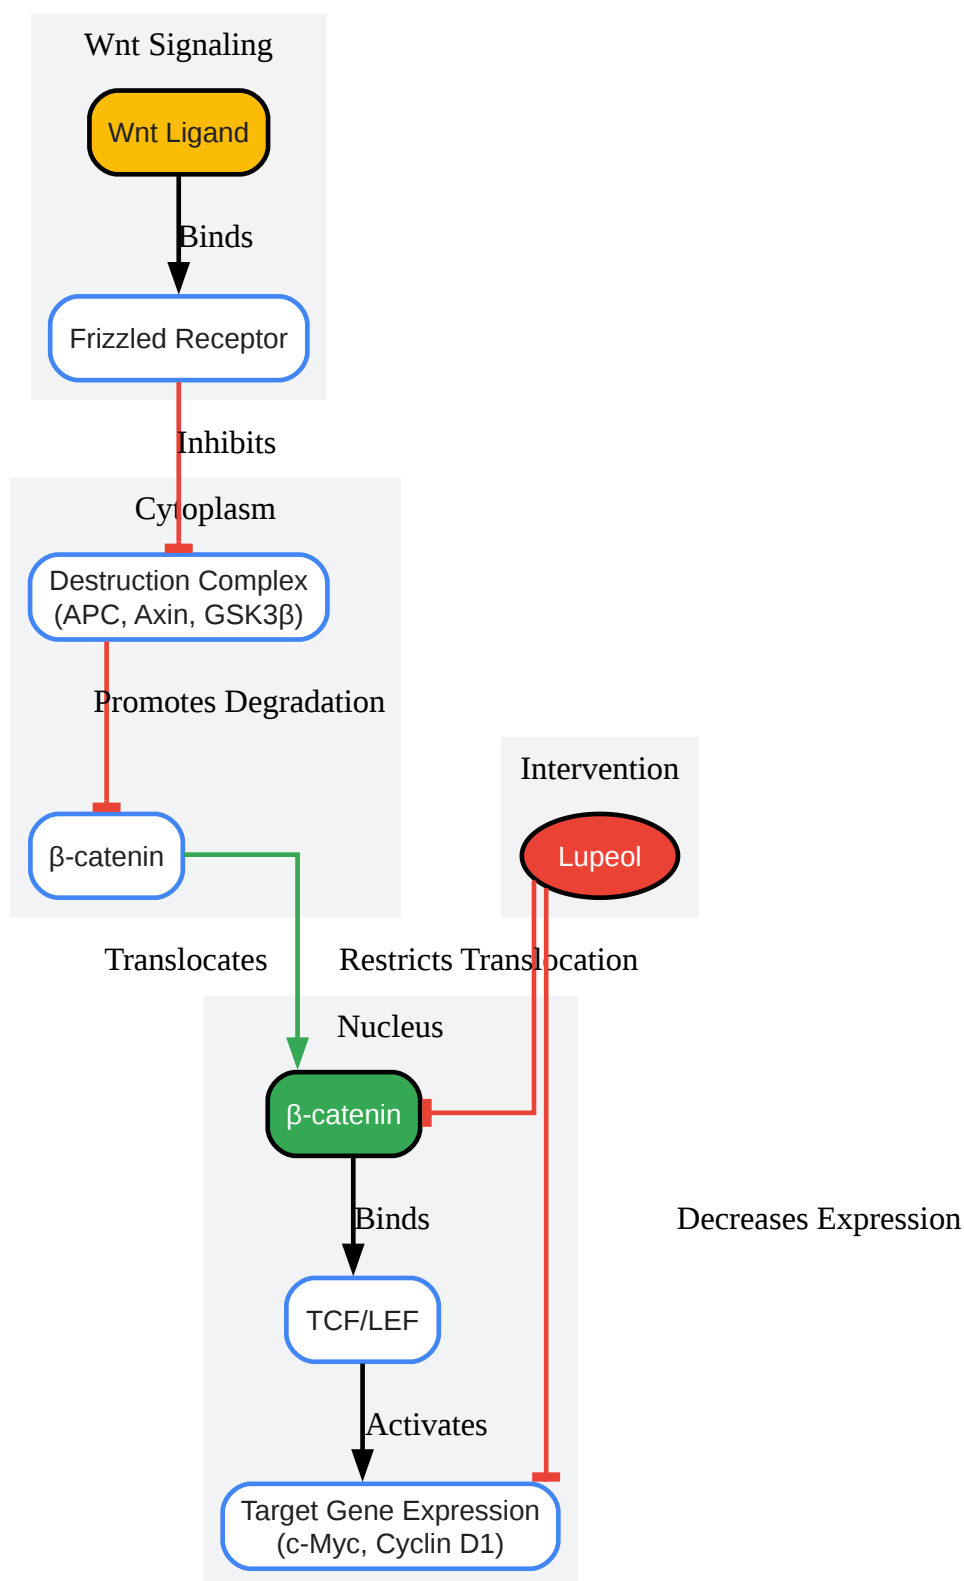 Wnt Signaling
Wnt Ligand
Binds
Frizzled Receptor
Inhibits
Cytoplasm
Destruction Complex
(APC, Axin, GSK3β)
Promotes Degradation
Intervention
β-catenin
Lupeol
Translocates
Restricts Translocation
Nucleus
β-catenin
Binds
Decreases Expression
TCF/LEF
Activates
Target Gene Expression
(c-Myc, Cyclin D1)